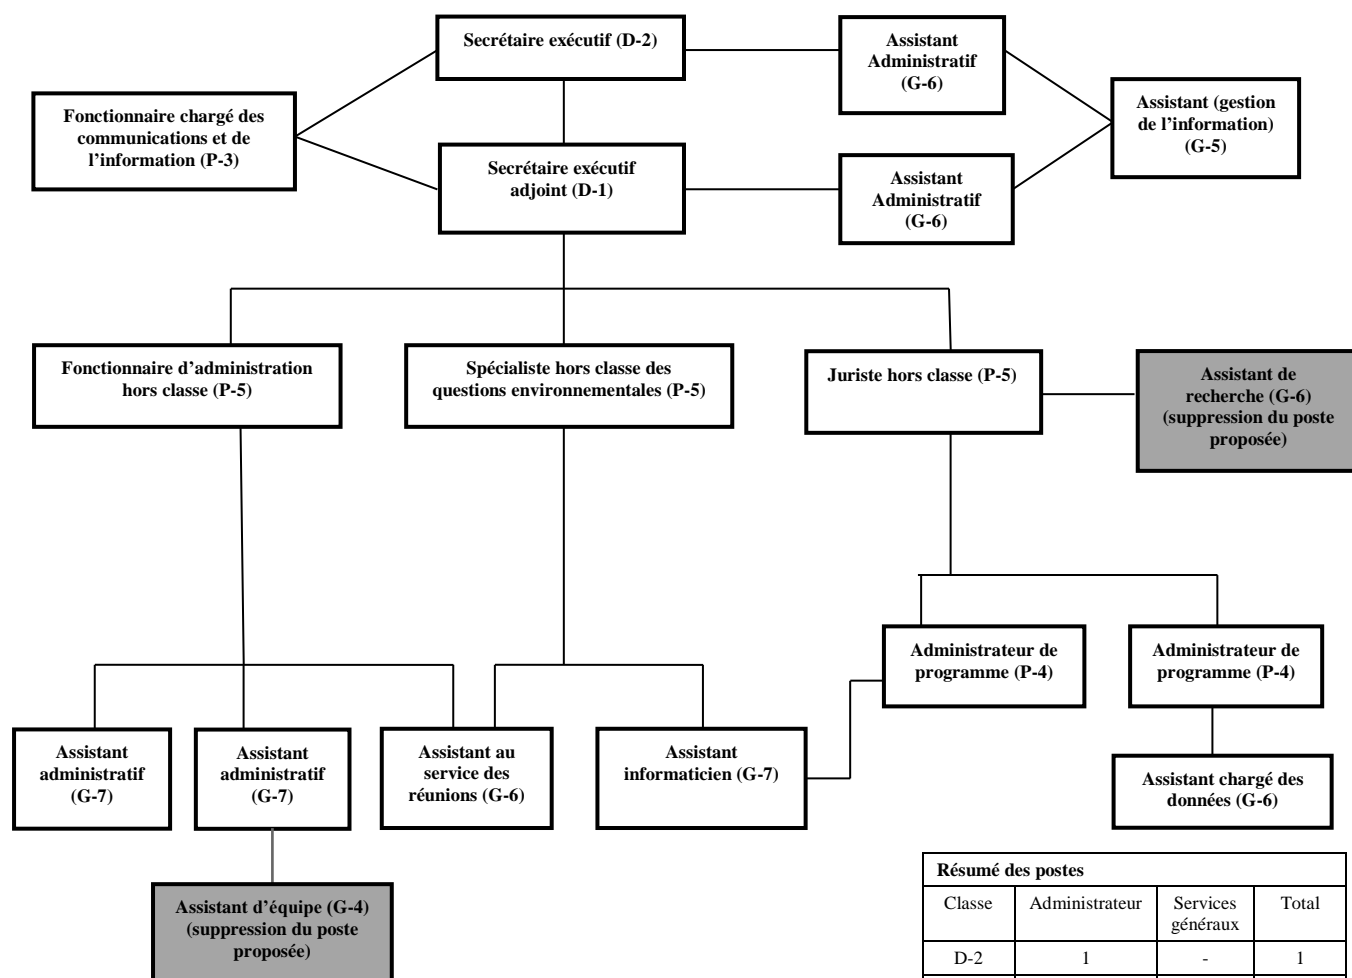 Secrétaire exécutif (D-2)
Assistant
Administratif
(G-6)
Fonctionnaire chargé des
communications et de
l'information (P-3)
Assistant (gestion
de l'information)
(G-5)
Secrétaire exécutif
adjoint (D-1)
Assistant
Administratif
(G-6)
Fonctionnaire d'administration
hors classe (P-5)
Spécialiste hors classe des
questions environnementales (P-5)
Juriste hors classe (P-5)
Assistant de
recherche (G-6)
(suppression du poste
proposée)
Administrateur de
programme (P-4)
Administrateur de
programme (P-4)
Assistant
administratif
(G-7)
Assistant
administratif
(G-7)
Assistant au
service des
réunions (G-6)
Assistant
informaticien (G-7)
Assistant chargé des
données (G-6)
Assistant d'équipe (G-4)
(suppression du poste
proposée)
Résumé des postes
Classe Administrateur Services généraux Total
D-2 1 - 1